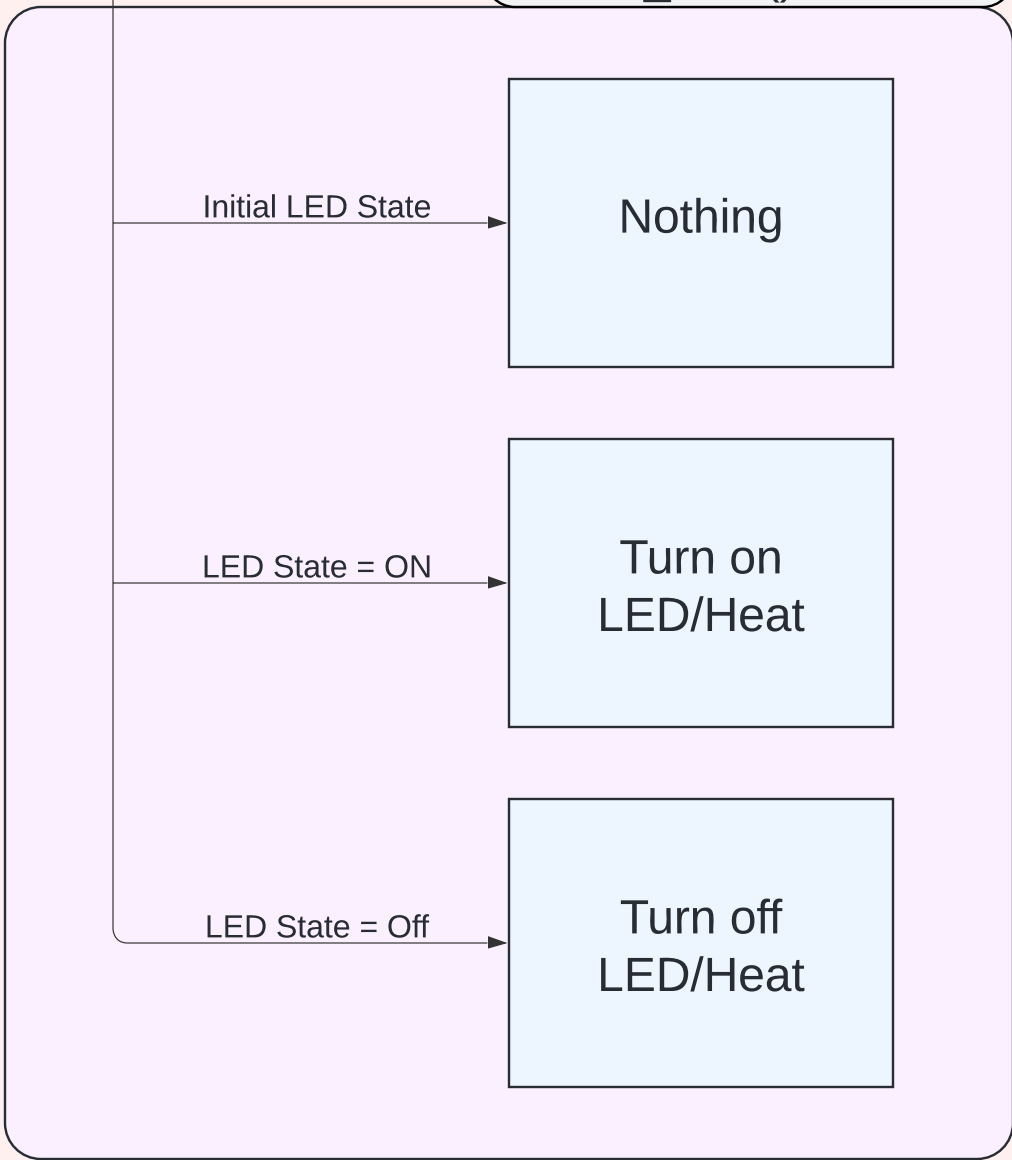 Initial LED State
Nothing
LED State = ON
Turn on
LED/Heat
LED State = Off
Turn off
LED/Heat